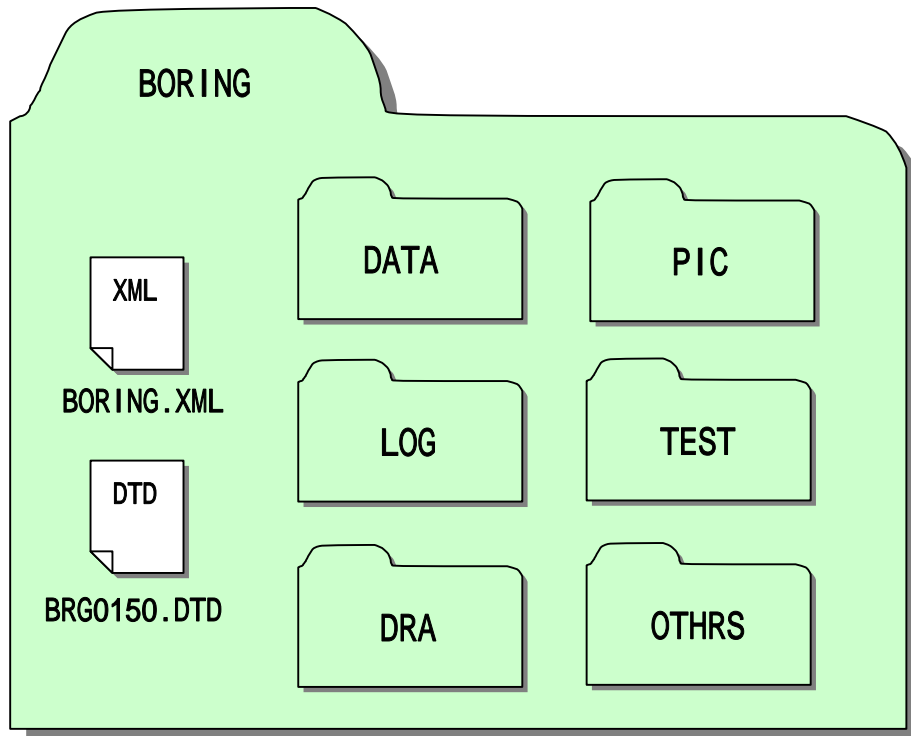 BORING
XML
BORING.XML
DTD
BRG0150.DTD
DATA
PIC
LOG
TEST
DRA
OTHRS